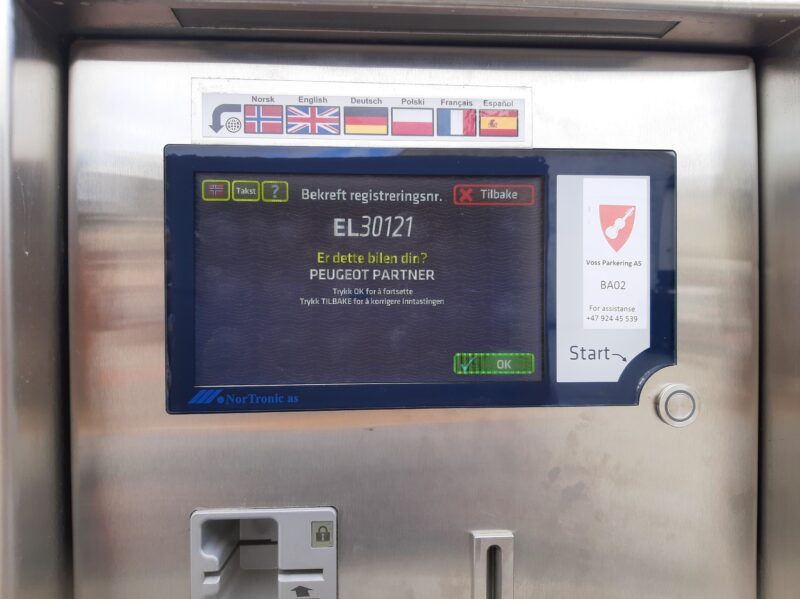 Norsk English Deutsch Polski Français Español
Takst ? Bekreft registreringsnr. Tilbake
EL30121
Er dette bilen din?
PEUGEOT PARTNER
Trykk OK for å fortsette
Trykk TILBAKE for å korrigere inntastingen
OK
NorTronic as
Voss Parkering AS
BA02
For assistanse
+47 924 45 539
Start